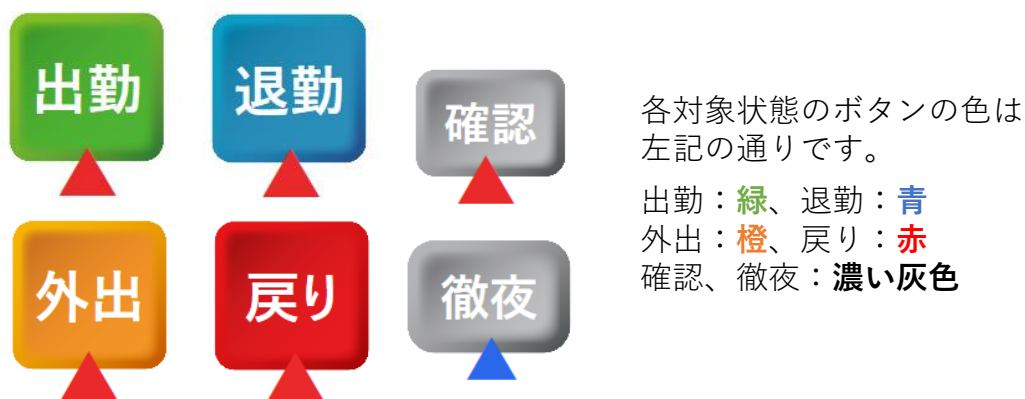 出勤
退勤
確認
外出
戻り
徹夜
各対象状態のボタンの色は
左記の通りです。
出勤：緑、退勤：青
外出：橙、戻り：赤
確認、徹夜：濃い灰色